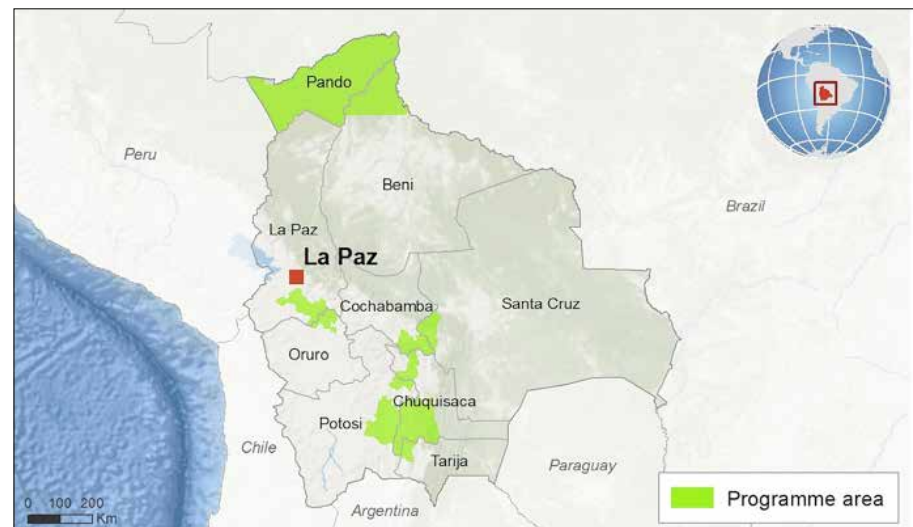 Pando
Peru
Beni
Brazil
La Paz
La Paz
Cochabamba
Santa Cruz
Oruro
Chuquisaca
Potosi
Chile
Tarija
Paraguay
Programme area
0 100 200
Km
Argentina